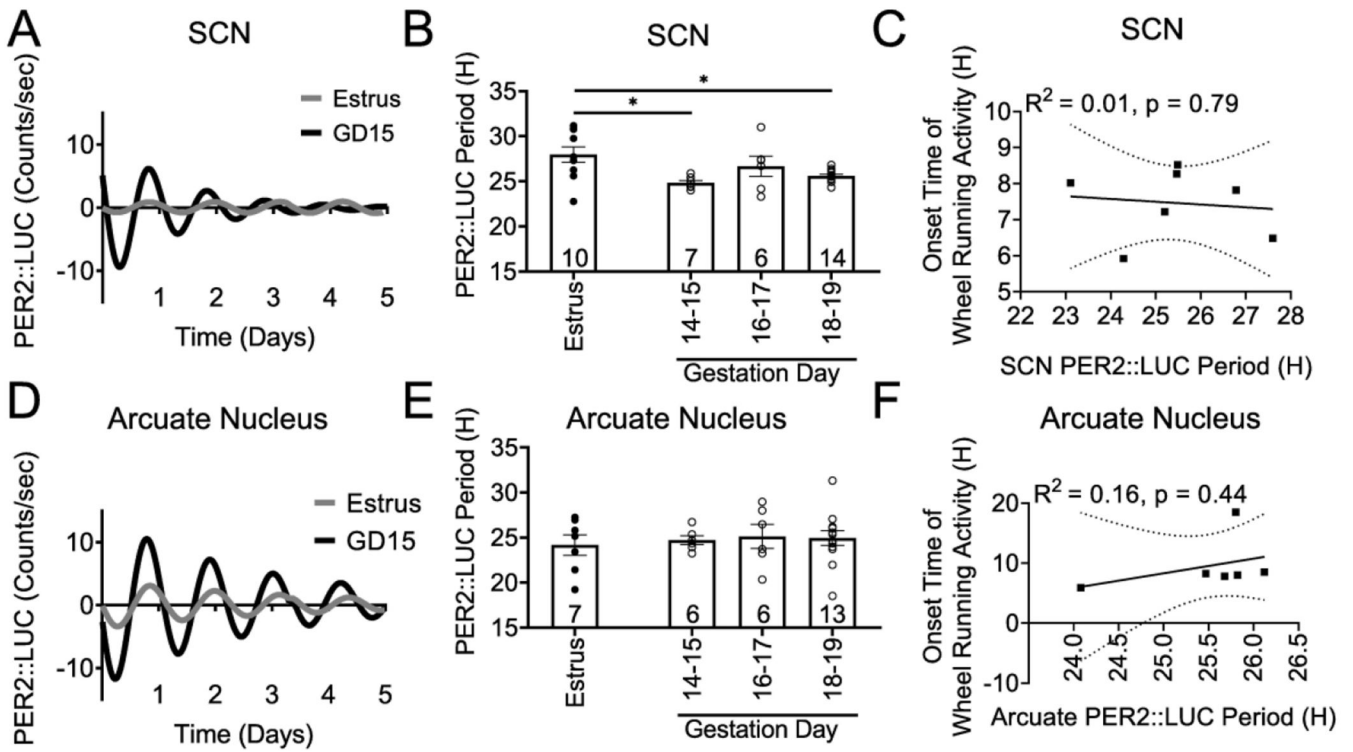 A
SCN
PER2::LUC (Counts/sec)
Estrus
GD15
10
0
-10
1 2 3 4 5
Time (Days)
B
SCN
PER2::LUC Period (H)
35
30
25
20
15
*
*
10 7 6 14
Estrus
14-15
16-17
18-19
Gestation Day
C
SCN
Onset Time of
Wheel Running Activity (H)
R² = 0.01, p = 0.79
10
9
8
7
6
5
22 23 24 25 26 27 28
SCN PER2::LUC Period (H)
D
Arcuate Nucleus
PER2::LUC (Counts/sec)
Estrus
GD15
10
0
-10
1 2 3 4 5
Time (Days)
E
Arcuate Nucleus
PER2::LUC Period (H)
35
30
25
20
15
7 6 6 13
Estrus
14-15
16-17
18-19
Gestation Day
F
Arcuate Nucleus
Onset Time of
Wheel Running Activity (H)
R² = 0.16, p = 0.44
20
10
0
-10
24.0
24.5
25.0
25.5
26.0
26.5
Arcuate PER2::LUC Period (H)